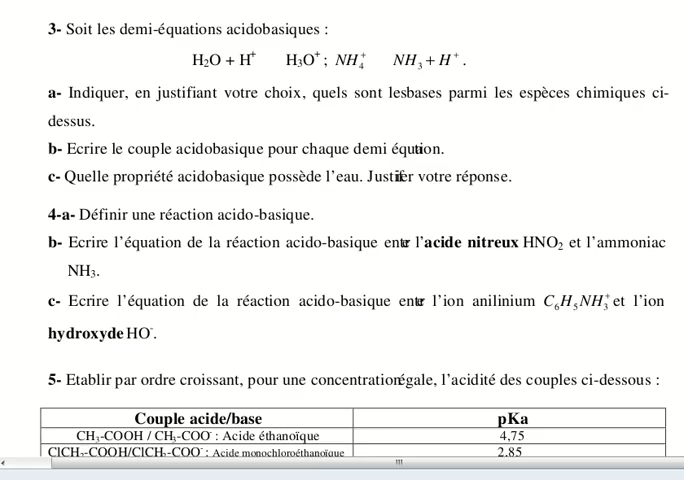 3- Soit les demi-équations acidobasiques :
H₂O + H⁺ H₃O⁺ ; NH₄⁺ NH₃ + H⁺ .
a- Indiquer, en justifiant votre choix, quels sont lesbases parmi les espèces chimiques ci-
dessus.
b- Ecrire le couple acidobasique pour chaque demi équation.
c- Quelle propriété acidobasique possède l'eau. Justifier votre réponse.
4-a- Définir une réaction acido-basique.
b- Ecrire l'équation de la réaction acido-basique entre l'acide nitreux HNO₂ et l'ammoniac
NH₃.
c- Ecrire l'équation de la réaction acido-basique entre l'ion anilinium C₆H₅NH₃⁺ et l'ion
hydroxyde HO⁻.
5- Etablir par ordre croissant, pour une concentration égale, l'acidité des couples ci-dessous :
Couple acide/base pKa
CH₃-COOH / CH₃-COO⁻ : Acide éthanoïque 4,75
ClCH₂-COOH/ClCH₂-COO⁻ : Acide monochloroéthanoïque 2,85